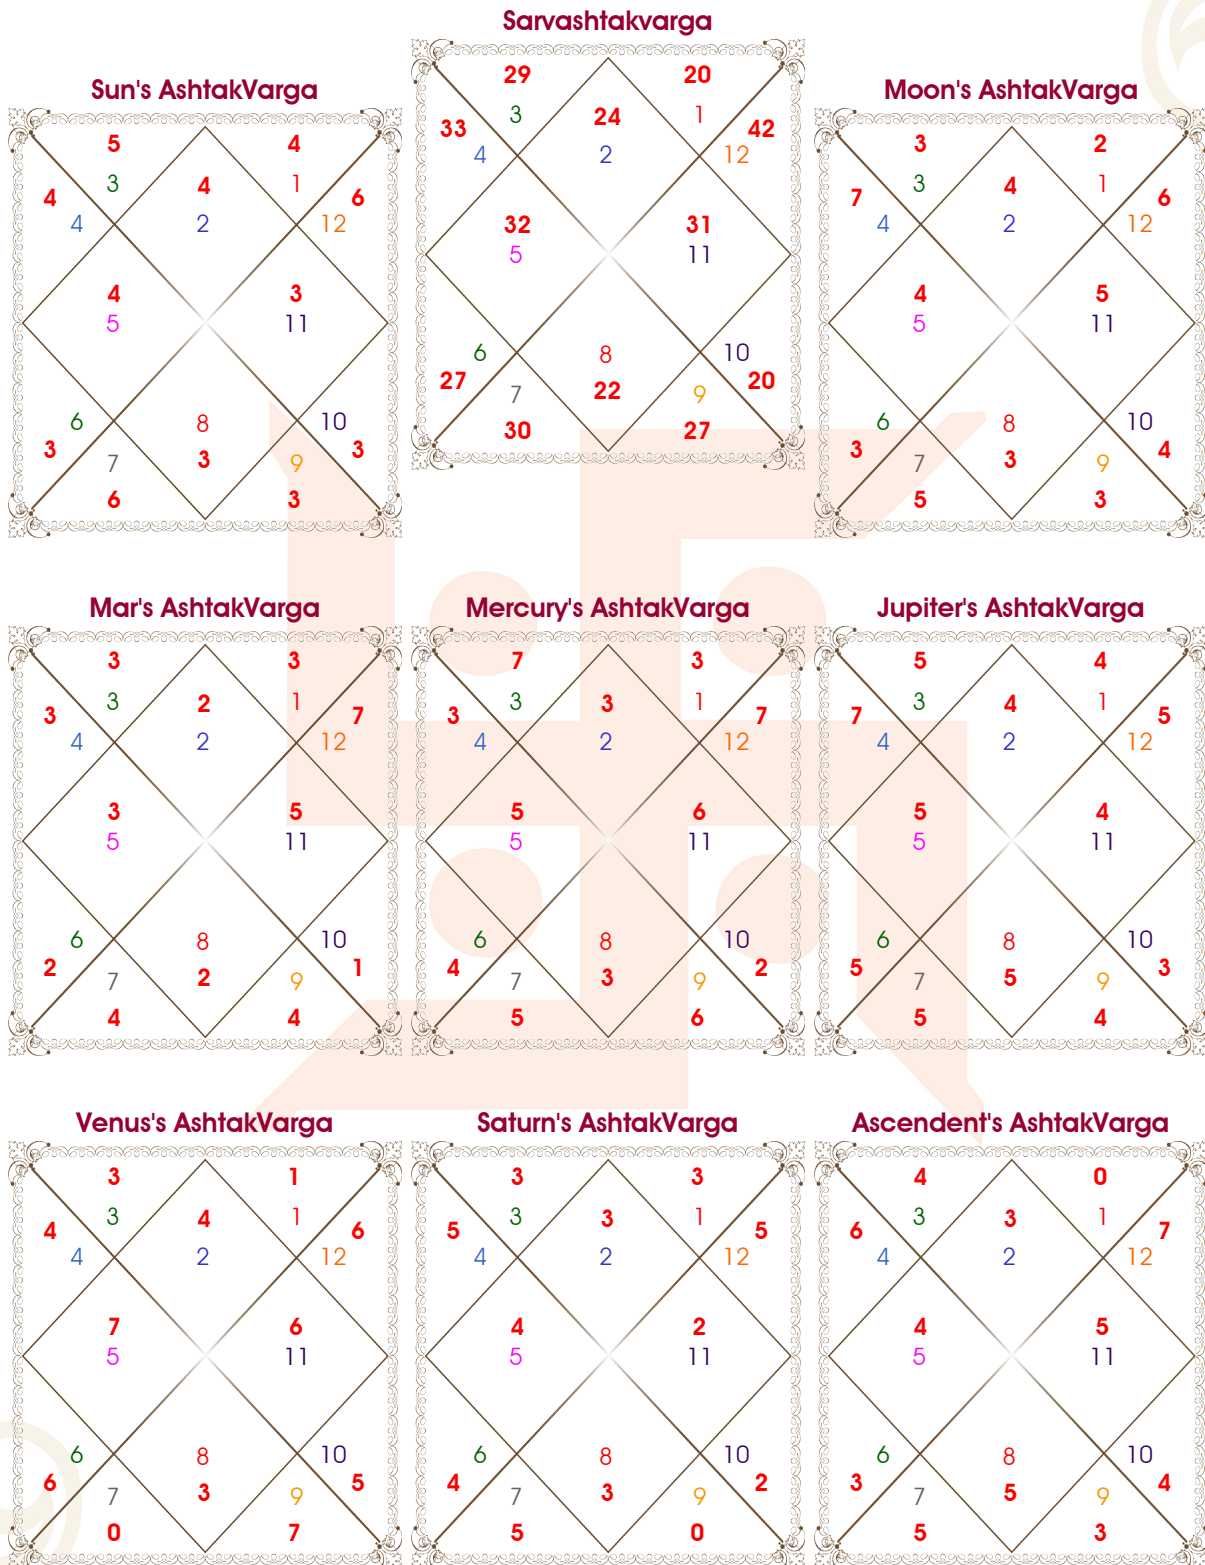 Sarvashtakvarga
29 20
33 3 24 1 42
4 2 12
32 31
5 11
6 8 10
27 7 22 9 20
30 27
Sun's AshtakVarga
5 4
4 3 4 1 6
4 2 12
4 3
5 11
6 8 10
3 7 3 9 3
6 3
Moon's AshtakVarga
3 2
7 3 4 1 6
4 2 12
4 5
5 11
6 8 10
3 7 3 9 4
5 3
Mar's AshtakVarga
3 3
3 3 2 1 7
4 2 12
3 5
5 11
6 8 10
2 7 2 9 1
4 4
Mercury's AshtakVarga
7 3
3 3 3 1 7
4 2 12
5 6
5 11
6 8 10
4 7 3 9 2
5 6
Jupiter's AshtakVarga
5 4
7 3 4 1 5
4 2 12
5 4
5 11
6 8 10
5 7 5 9 3
5 4
Venus's AshtakVarga
3 1
4 3 4 1 6
4 2 12
7 6
5 11
6 8 10
6 7 3 9 5
0 7
Saturn's AshtakVarga
3 3
5 3 3 1 5
4 2 12
4 2
5 11
6 8 10
4 7 3 9 2
5 0
Ascendent's AshtakVarga
4 0
6 3 3 1 7
4 2 12
4 5
5 11
6 8 10
3 7 5 9 4
5 3